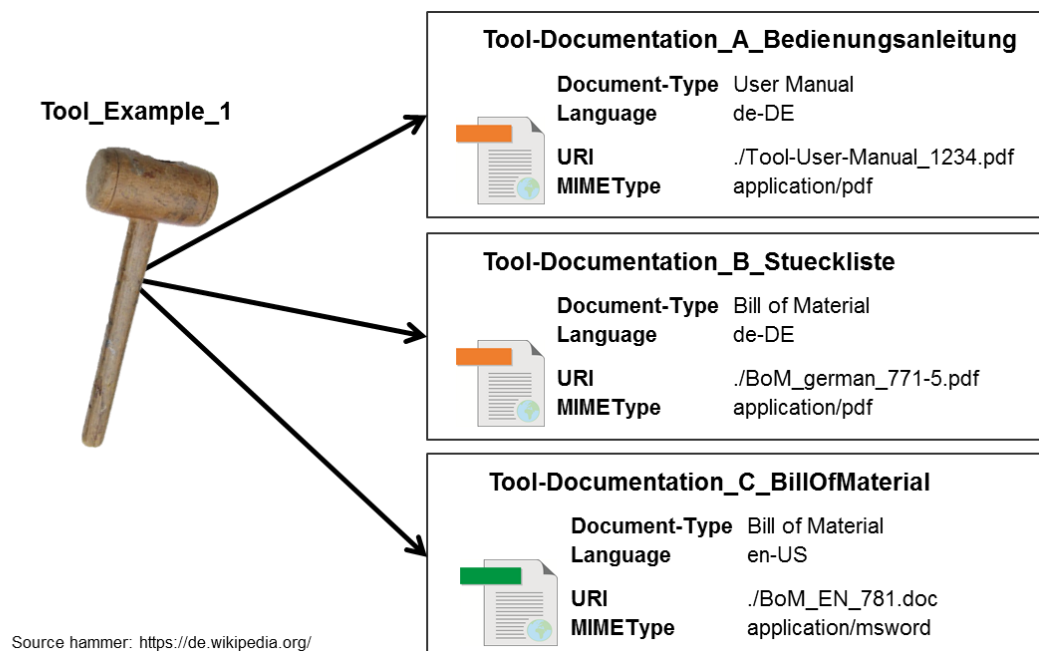 Tool_Example_1
Tool-Documentation_A_Bedienungsanleitung
Document-Type User Manual
Language de-DE
URI ./Tool-User-Manual_1234.pdf
MIMEType application/pdf
Tool-Documentation_B_Stueckliste
Document-Type Bill of Material
Language de-DE
URI ./BoM_german_771-5.pdf
MIMEType application/pdf
Tool-Documentation_C_BillOfMaterial
Document-Type Bill of Material
Language en-US
URI ./BoM_EN_781.doc
MIMEType application/msword
Source hammer: https://de.wikipedia.org/